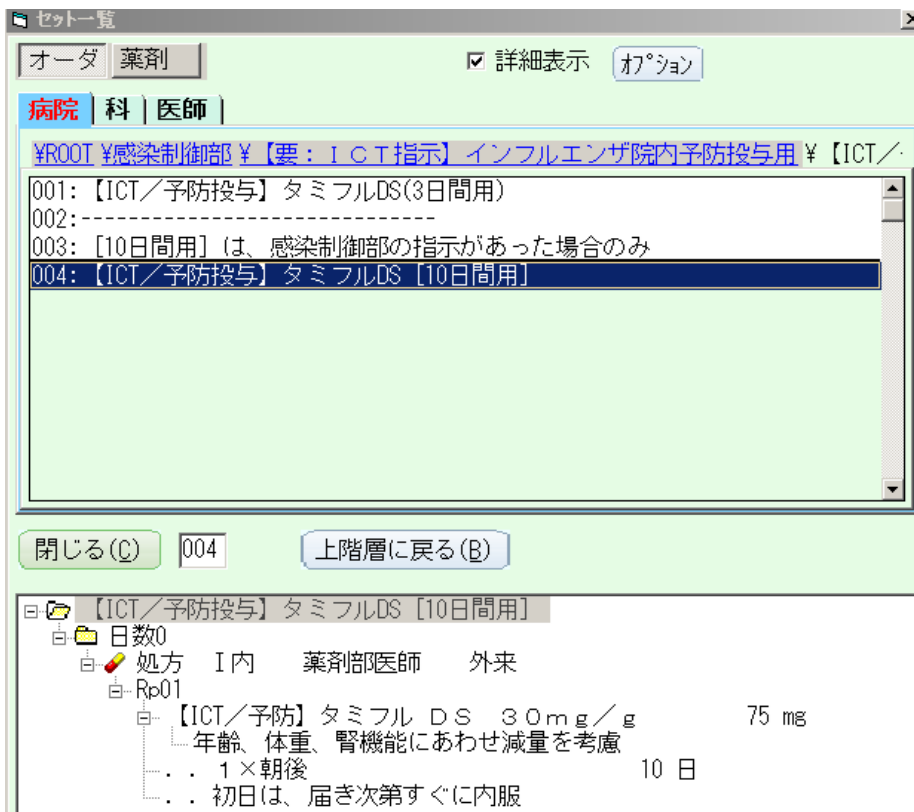 セット一覧
オーダ 薬剤 詳細表示 オプション
病院 科 医師
¥ROOT ¥感染制御部 ¥【要：ＩＣＴ指示】インフルエンザ院内予防投与用 ¥【ICT／
001:【ICT／予防投与】タミフルDS(3日間用)
002:------------------------------
003: [10日間用] は、感染制御部の指示があった場合のみ
004:【ICT／予防投与】タミフルDS [10日間用]
閉じる(C) 004 上階層に戻る(B)
【ICT／予防投与】タミフルDS [10日間用]
日数0
処方 Ｉ内 薬剤部医師 外来
Rp01
【ICT／予防】タミフル ＤＳ ３０ｍｇ／ｇ 75 mg
年齢、体重、腎機能にあわせ減量を考慮
．．１×朝後 10 日
．．初日は、届き次第すぐに内服